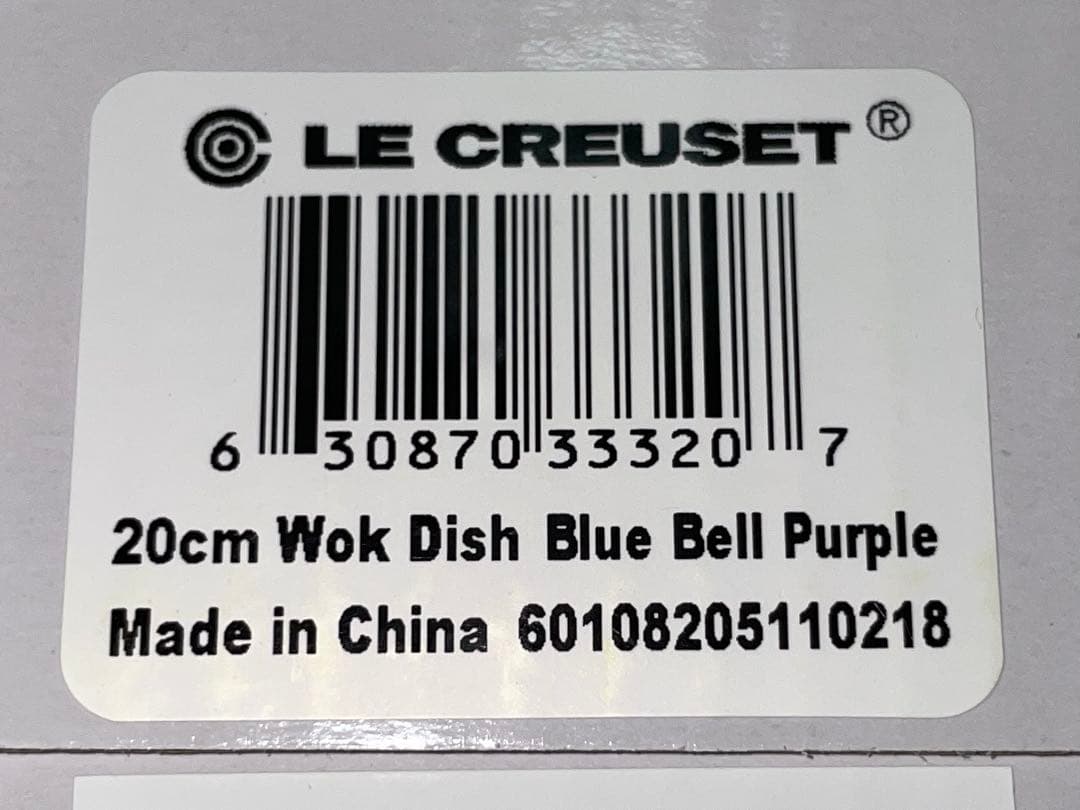 LE CREUSET®
6 30870 33320 7
20cm Wok Dish Blue Bell Purple
Made in China 60108205110218